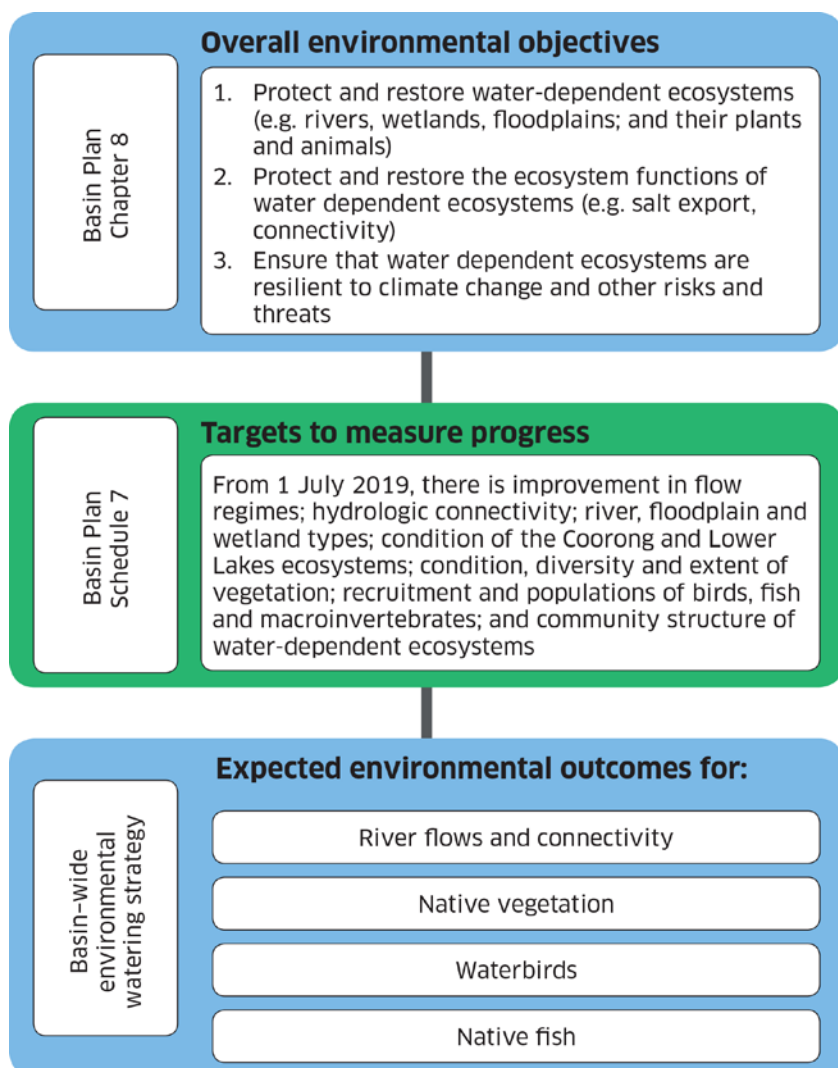 Overall environmental objectives
Basin Plan
Chapter 8
1. Protect and restore water-dependent ecosystems
(e.g. rivers, wetlands, floodplains; and their plants
and animals)
2. Protect and restore the ecosystem functions of
water dependent ecosystems (e.g. salt export,
connectivity)
3. Ensure that water dependent ecosystems are
resilient to climate change and other risks and
threats
Targets to measure progress
Basin Plan
Schedule 7
From 1 July 2019, there is improvement in flow
regimes; hydrologic connectivity; river, floodplain and
wetland types; condition of the Coorong and Lower
Lakes ecosystems; condition, diversity and extent of
vegetation; recruitment and populations of birds, fish
and macroinvertebrates; and community structure of
water-dependent ecosystems
Expected environmental outcomes for:
Basin-wide
environmental
watering strategy
River flows and connectivity
Native vegetation
Waterbirds
Native fish